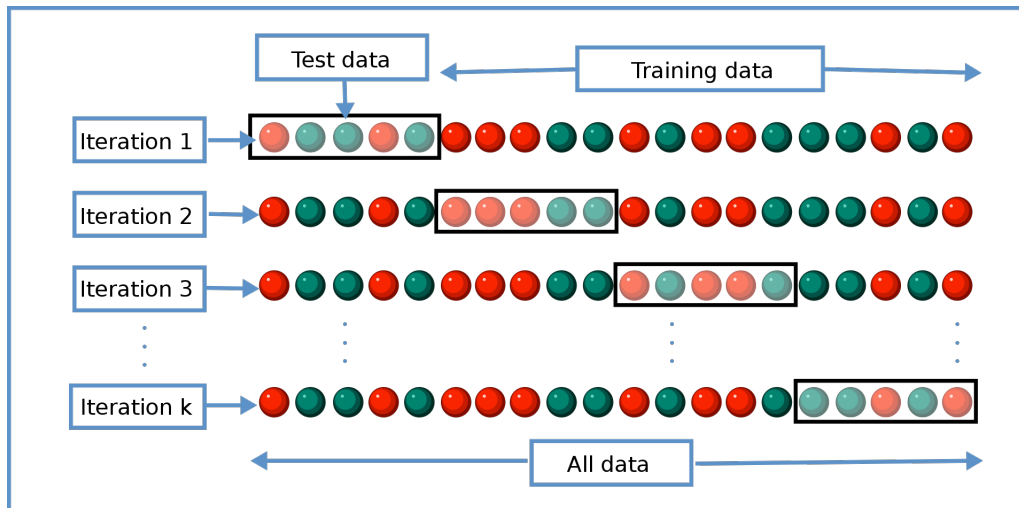 Test data
Training data
Iteration 1
Iteration 2
Iteration 3
Iteration k
All data